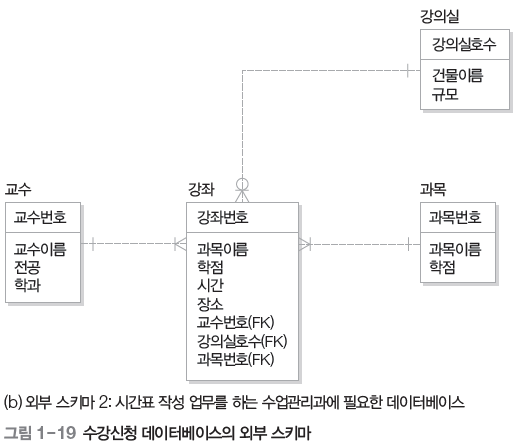 강의실
강의실호수
건물이름
규모
교수
교수번호
교수이름
전공
학과
강좌
강좌번호
과목이름
학점
시간
장소
교수번호(FK)
강의실호수(FK)
과목번호(FK)
과목
과목번호
과목이름
학점
(b) 외부 스키마 2: 시간표 작성 업무를 하는 수업관리과에 필요한 데이터베이스
그림 1-19 수강신청 데이터베이스의 외부 스키마